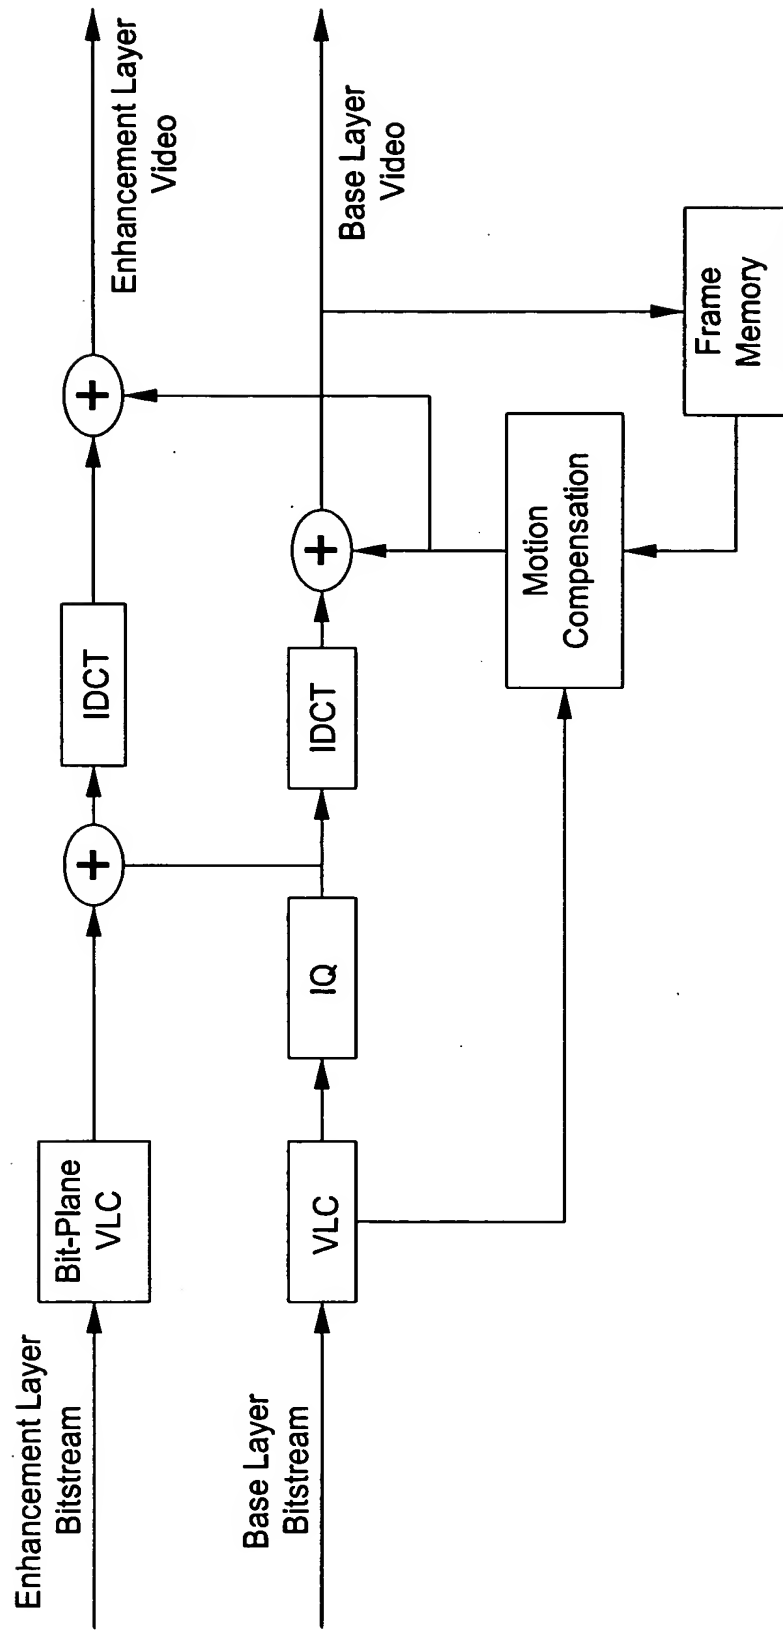 Enhancement Layer
Bitstream
Bit-Plane
VLC
+
IDCT
+
Enhancement Layer
Video
Base Layer
Bitstream
VLC
IQ
IDCT
+
Base Layer
Video
Motion
Compensation
Frame
Memory